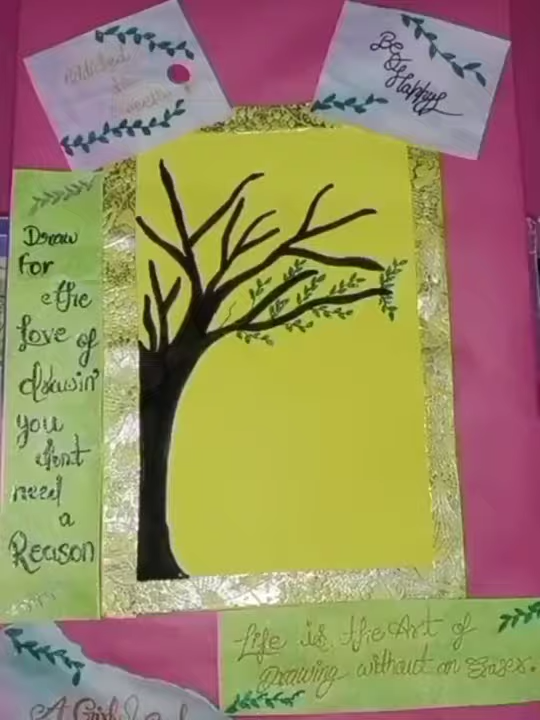 Be
Happy
Draw
For
the
Love of
drawin'
you
dont
need
a
Reason
Life is the Art of
Drawing without an Eraser.
A Girl